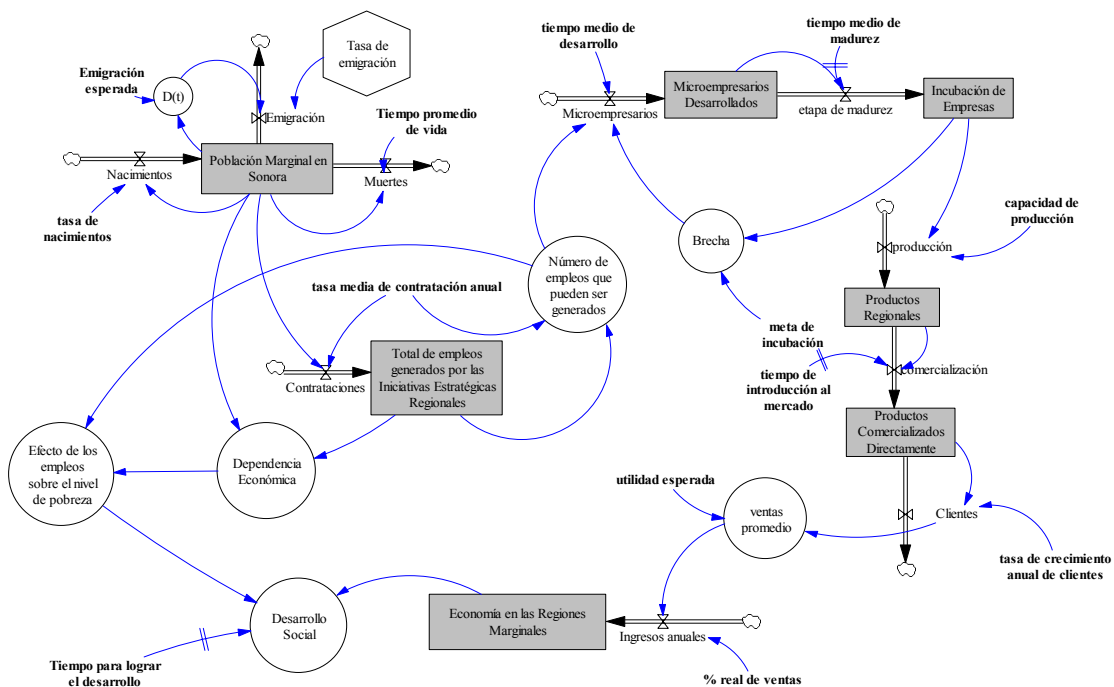 Tasa de
emigración
Emigración
esperada
D(t)
Emigración
Tiempo promedio
de vida
Población Marginal en
Sonora
Nacimientos
Muertes
tasa de
nacimientos
tiempo medio de
desarrollo
tiempo medio de
madurez
Microempresarios
Microempresarios
Desarrollados
etapa de madurez
Incubación de
Empresas
Brecha
capacidad de
producción
producción
Número de
empleos que
pueden ser
generados
tasa media de contratación anual
Contrataciones
Total de empleos
generados por las
Iniciativas Estratégicas
Regionales
meta de
incubación
Productos
Regionales
tiempo de
introducción al
mercado
comercialización
Productos
Comercializados
Directamente
Efecto de los
empleos
sobre el nivel
de pobreza
Dependencia
Económica
utilidad esperada
ventas
promedio
Clientes
tasa de crecimiento
anual de clientes
Desarrollo
Social
Economía en las Regiones
Marginales
Ingresos anuales
Tiempo para lograr
el desarrollo
% real de ventas